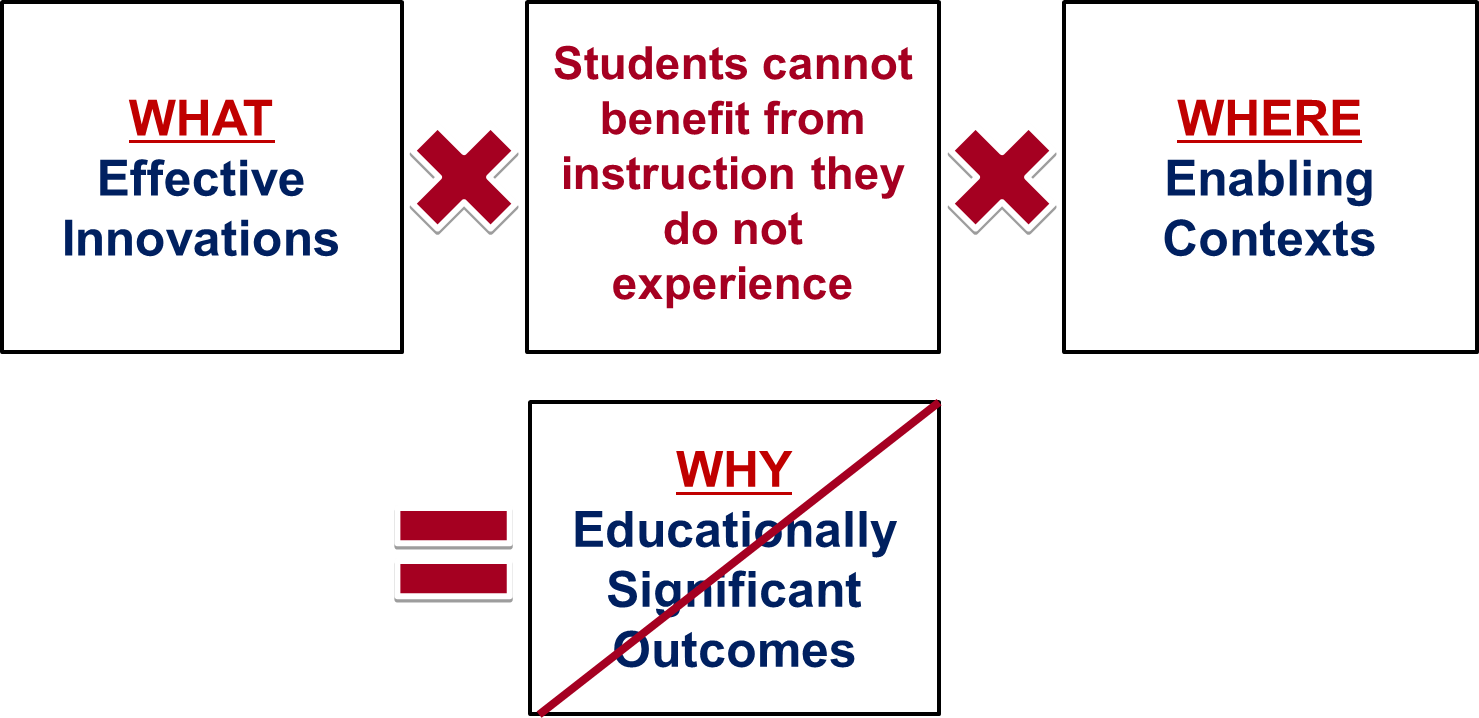 WHAT
Effective
Innovations
Students cannot
benefit from
instruction they
do not
experience
WHERE
Enabling
Contexts
WHY
Educationally
Significant
Outcomes